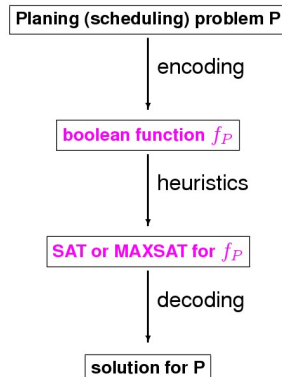 Planing (scheduling) problem P
encoding
boolean function f_P
heuristics
SAT or MAXSAT for f_P
decoding
solution for P